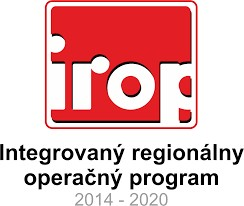 irop
Integrovaný regionálny
operačný program
2014 - 2020